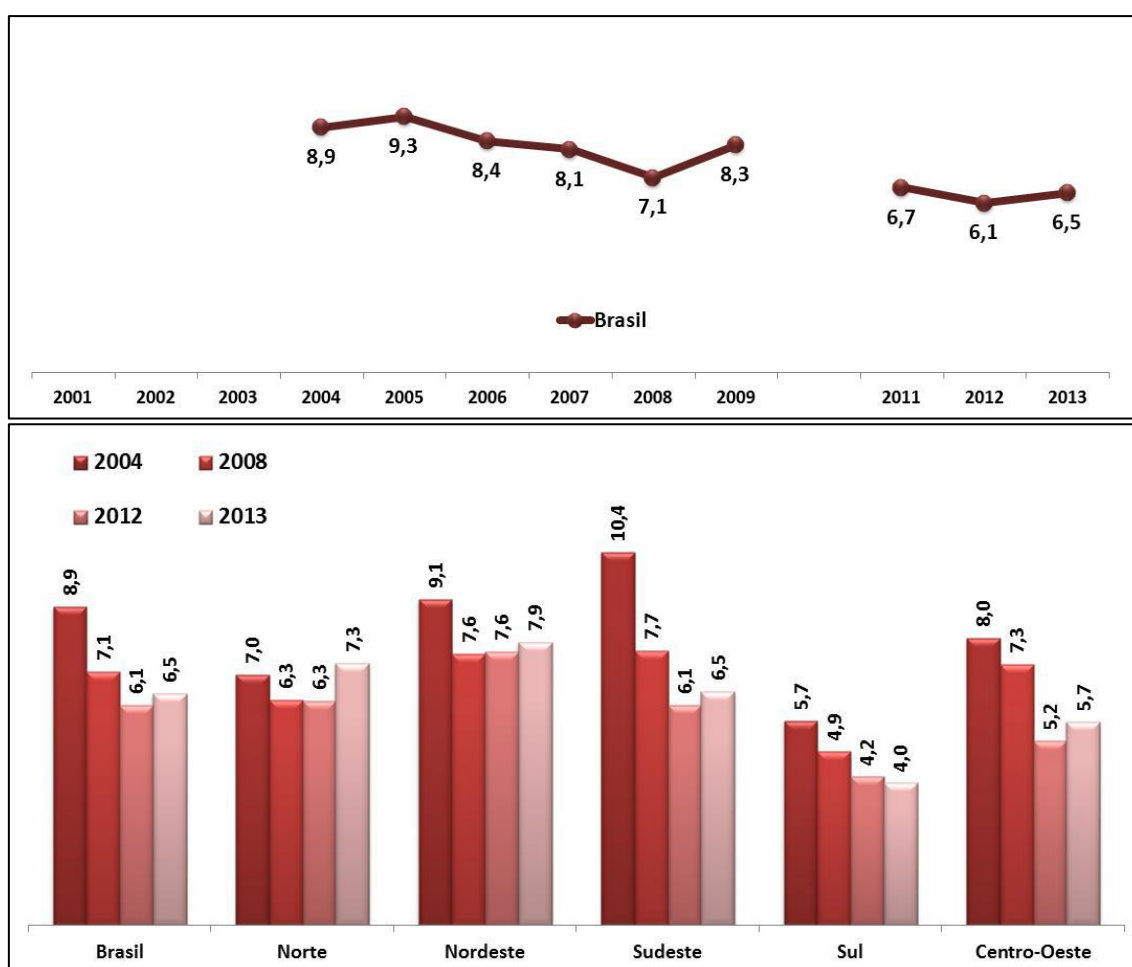 8,9 9,3 8,4 8,1 7,1 8,3 6,7 6,1 6,5
Brasil
2001 2002 2003 2004 2005 2006 2007 2008 2009 2011 2012 2013
2004 2008
2012 2013
8,9 7,1 6,1 6,5 7,0 6,3 6,3 7,3 9,1 7,6 7,6 7,9 10,4 7,7 6,1 6,5 5,7 4,9 4,2 4,0 8,0 7,3 5,2 5,7
Brasil Norte Nordeste Sudeste Sul Centro-Oeste